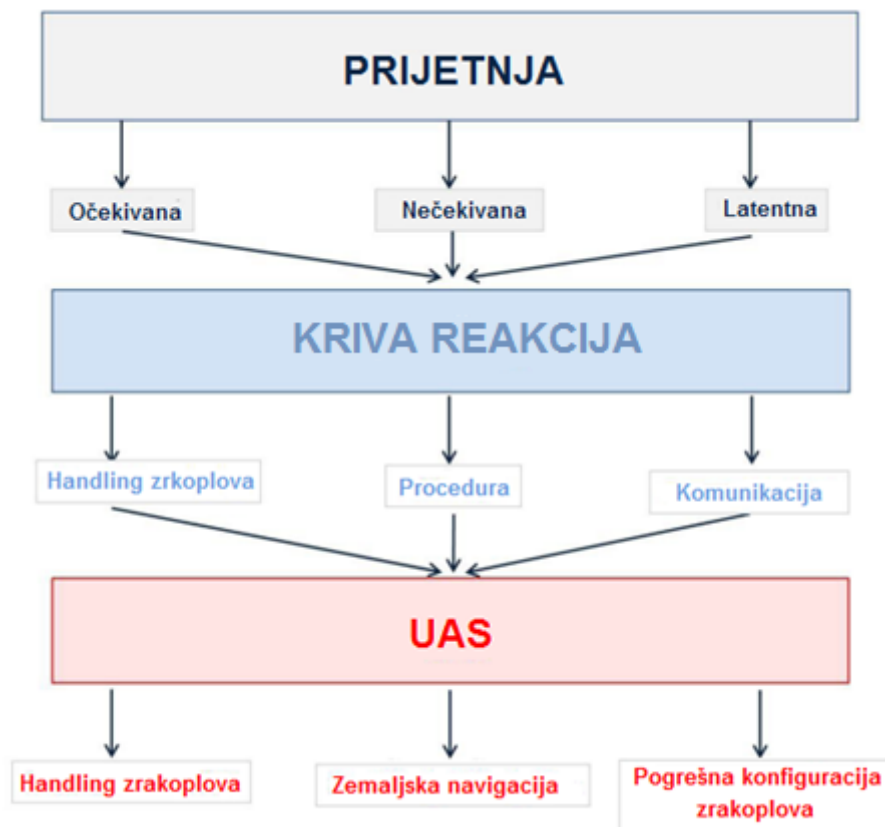 PRIJETNJA
Očekivana
Nečekivana
Latentna
KRIVA REAKCIJA
Handling zrkoplova
Procedura
Komunikacija
UAS
Handling zrakoplova
Zemaljska navigacija
Pogrešna konfiguracija
zrakoplova